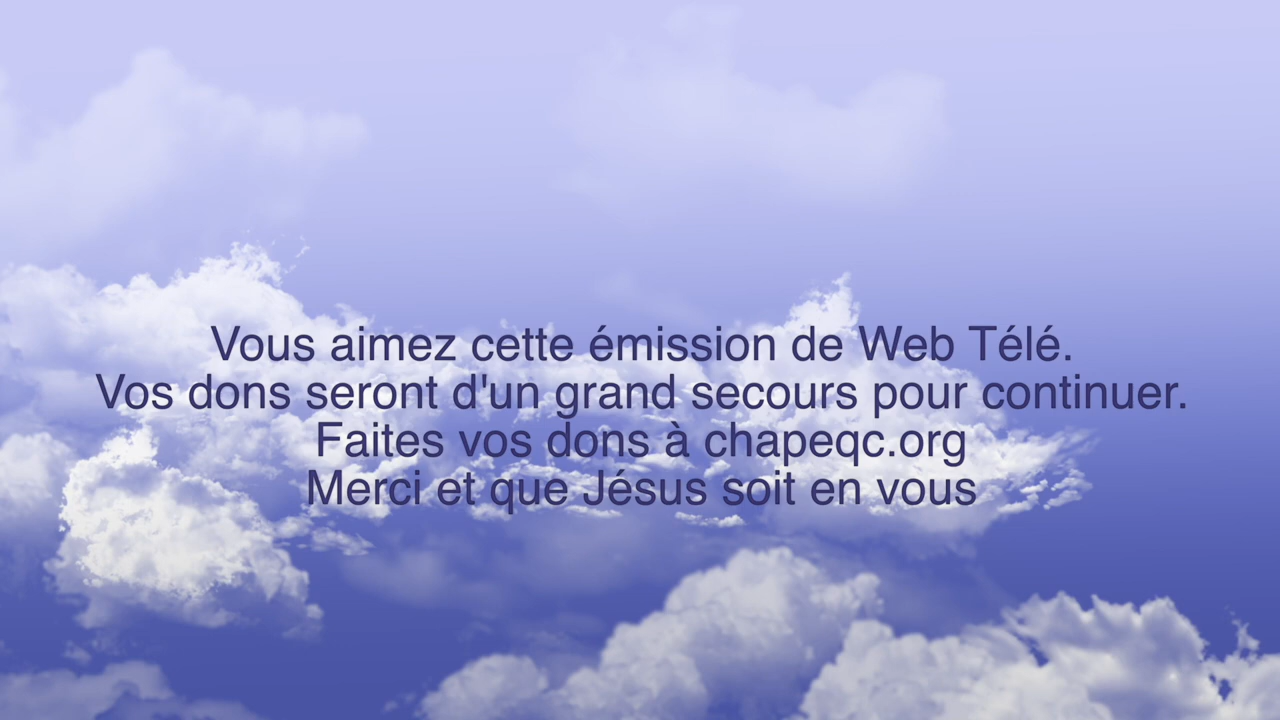 Vous aimez cette émission de Web Télé.
Vos dons seront d'un grand secours pour continuer.
Faites vos dons à chapeqc.org
Merci et que Jésus soit en vous